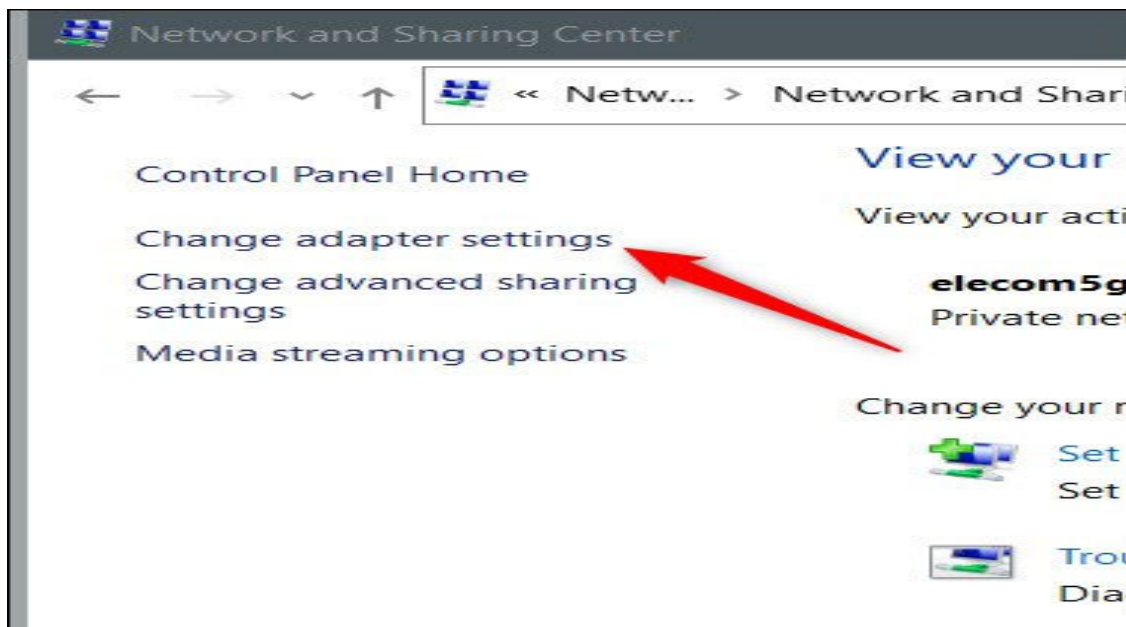 Network and Sharing Center
« Netw... > Network and Shari
Control Panel Home
Change adapter settings
Change advanced sharing
settings
Media streaming options
View your
View your acti
elecom5g
Private net
Change your
Set
Set
Trou
Dia